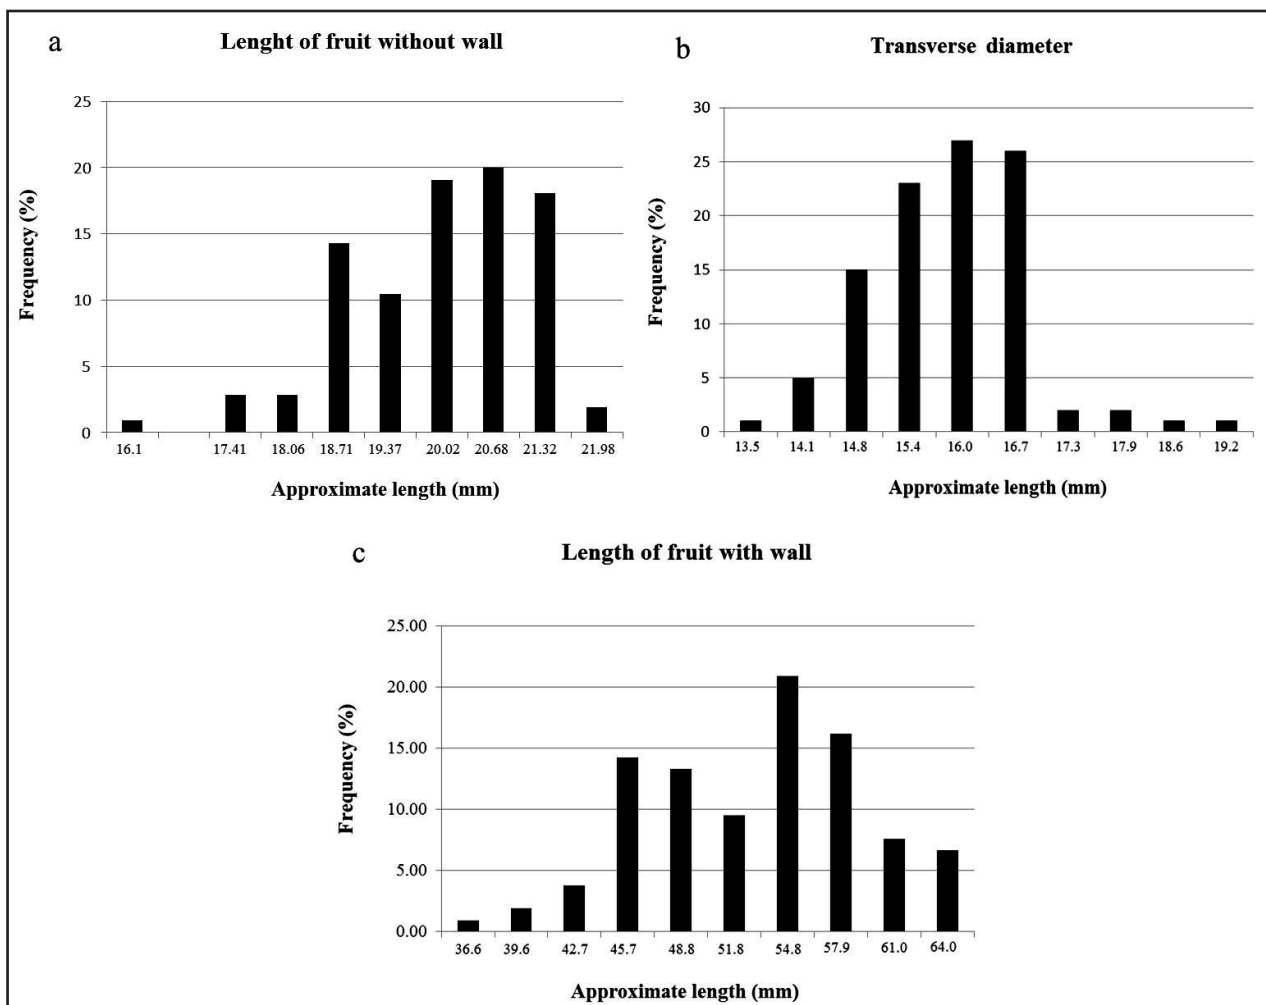 a
Lenght of fruit without wall
25
20
15
10
5
0
Frequency (%)
16.1 17.41 18.06 18.71 19.37 20.02 20.68 21.32 21.98
Approximate length (mm)
b
Transverse diameter
30
25
20
15
10
5
0
Frequency (%)
13.5 14.1 14.8 15.4 16.0 16.7 17.3 17.9 18.6 19.2
Approximate length (mm)
c
Length of fruit with wall
25.00
20.00
15.00
10.00
5.00
0.00
Frequency (%)
36.6 39.6 42.7 45.7 48.8 51.8 54.8 57.9 61.0 64.0
Approximate length (mm)